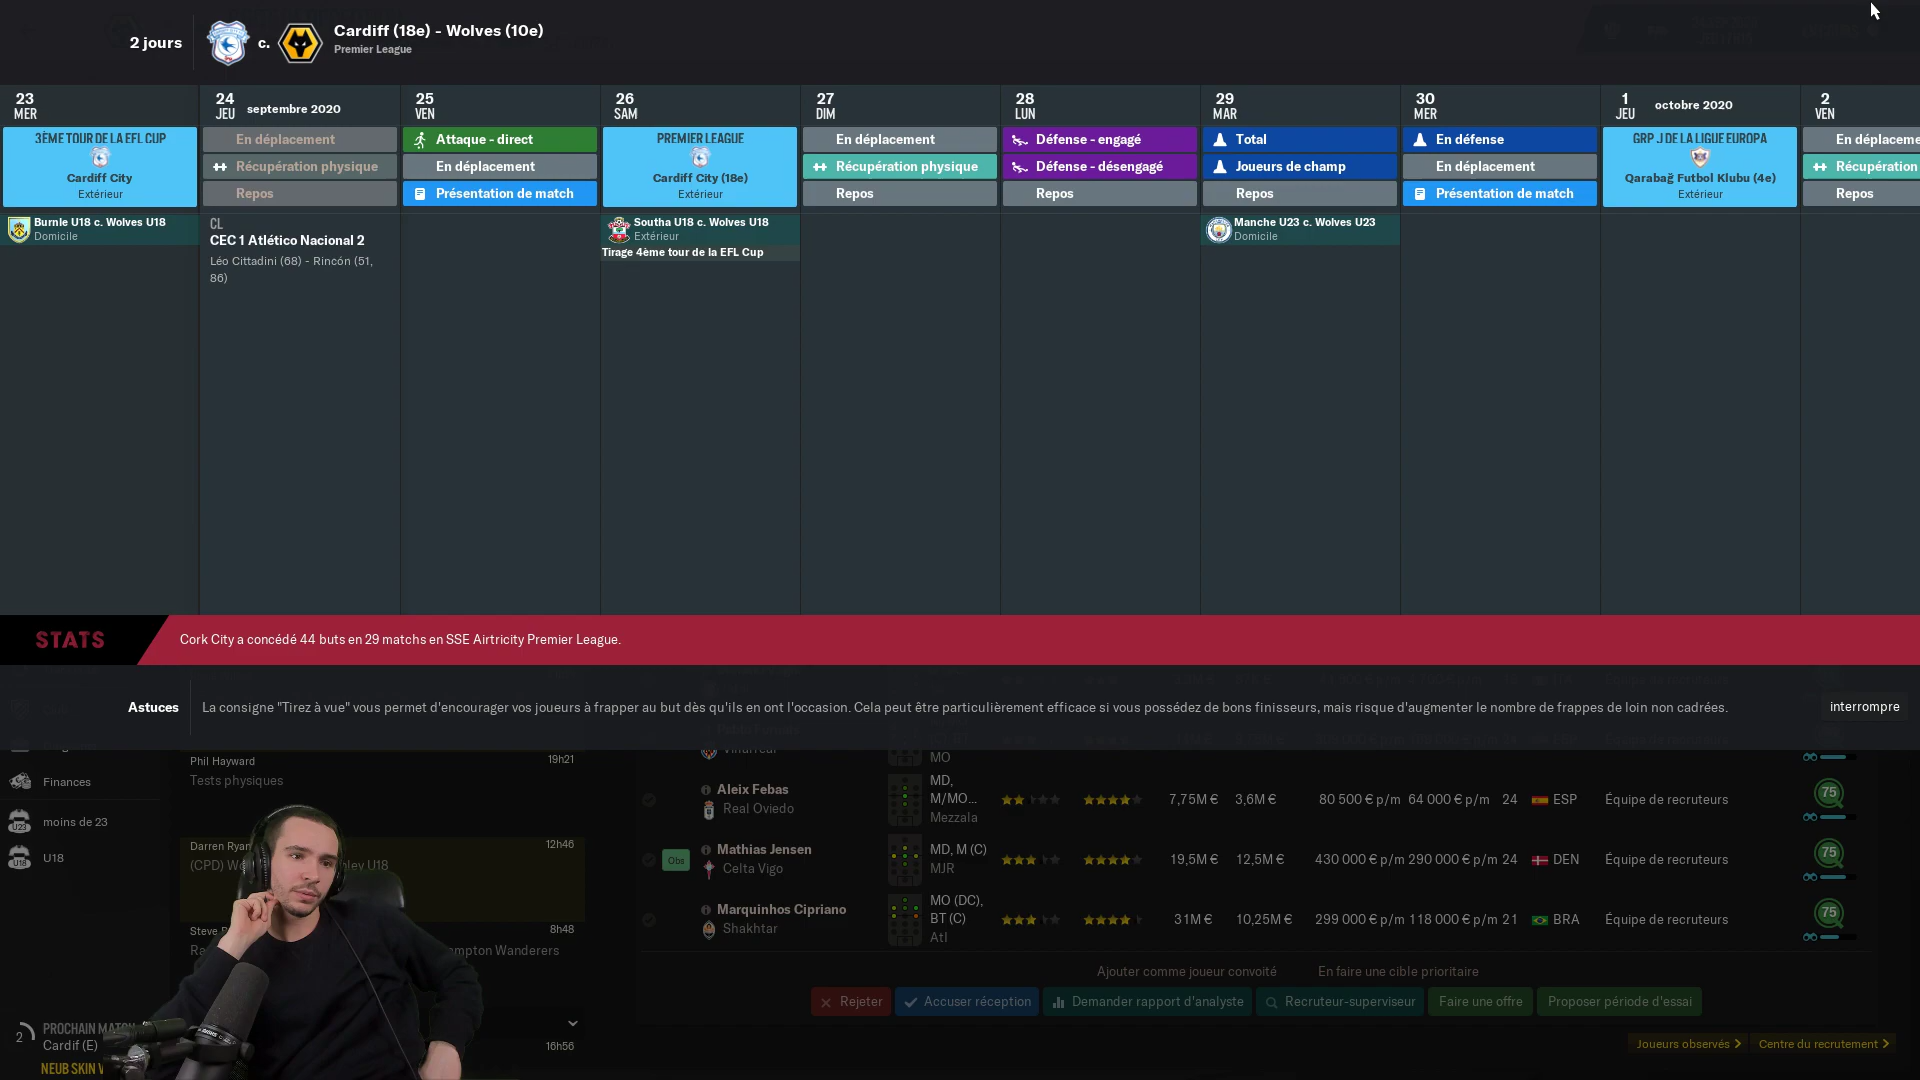 2 jours
c.
Cardiff (18e) - Wolves (10e)
Premier League
23
MER
24
JEU
septembre 2020
25
VEN
26
SAM
27
DIM
28
LUN
29
MAR
30
MER
1
JEU
octobre 2020
2
VEN
3ÈME TOUR DE LA EFL CUP
Cardiff City
Extérieur
En déplacement
Récupération physique
Repos
Attaque - direct
En déplacement
Présentation de match
PREMIER LEAGUE
Cardiff City (18e)
Extérieur
En déplacement
Récupération physique
Repos
Défense - engagé
Défense - désengagé
Repos
Total
Joueurs de champ
Repos
En défense
En déplacement
Présentation de match
GRP J DE LA LIGUE EUROPA
Qarabağ Futbol Klubu (4e)
Extérieur
En déplaceme
Récupération
Repos
Burnle U18 c. Wolves U18
Domicile
CL
CEC 1 Atlético Nacional 2
Léo Cittadini (68) - Rincón (51,
86)
Southa U18 c. Wolves U18
Extérieur
Tirage 4ème tour de la EFL Cup
Manche U23 c. Wolves U23
Domicile
STATS
Cork City a concédé 44 buts en 29 matchs en SSE Airtricity Premier League.
Astuces
La consigne "Tirez à vue" vous permet d'encourager vos joueurs à frapper au but dès qu'ils en ont l'occasion. Cela peut être particulièrement efficace si vous possédez de bons finisseurs, mais risque d'augmenter le nombre de frappes de loin non cadrées.
interrompre
Finances
moins de 23
U18
Phil Hayward
19h21
Tests physiques
Darren Ryan
12h46
(CPD)
8h48
mpton Wanderers
16h56
Villarreal
MO
Aleix Febas
Real Oviedo
MD,
M/MO...
Mezzala
7,75M € 3,6M € 80 500 € p/m 64 000 € p/m 24 ESP Équipe de recruteurs 75
Obs
Mathias Jensen
Celta Vigo
MD, M (C)
MJR
19,5M € 12,5M € 430 000 € p/m 290 000 € p/m 24 DEN Équipe de recruteurs 75
Marquinhos Cipriano
Shakhtar
MO (DC),
BT (C)
Atl
31M € 10,25M € 299 000 € p/m 118 000 € p/m 21 BRA Équipe de recruteurs 75
Ajouter comme joueur convoité
En faire une cible prioritaire
Rejeter
Accuser réception
Demander rapport d'analyste
Recruteur-superviseur
Faire une offre
Proposer période d'essai
Joueurs observés
Centre du recrutement
2
PROCHAIN MATC
Cardif (E)
NEUB SKIN V